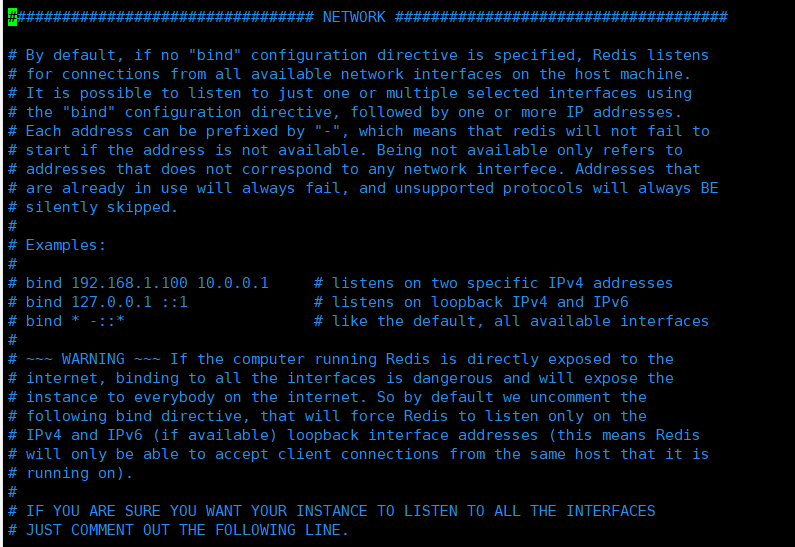 ################################## NETWORK #####################################

# By default, if no "bind" configuration directive is specified, Redis listens
# for connections from all available network interfaces on the host machine.
# It is possible to listen to just one or multiple selected interfaces using
# the "bind" configuration directive, followed by one or more IP addresses.
# Each address can be prefixed by "-", which means that redis will not fail to
# start if the address is not available. Being not available only refers to
# addresses that does not correspond to any network interfece. Addresses that
# are already in use will always fail, and unsupported protocols will always BE
# silently skipped.
#
# Examples:
#
# bind 192.168.1.100 10.0.0.1     # listens on two specific IPv4 addresses
# bind 127.0.0.1 ::1              # listens on loopback IPv4 and IPv6
# bind * -::*                     # like the default, all available interfaces
#
# ~~~ WARNING ~~~ If the computer running Redis is directly exposed to the
# internet, binding to all the interfaces is dangerous and will expose the
# instance to everybody on the internet. So by default we uncomment the
# following bind directive, that will force Redis to listen only on the
# IPv4 and IPv6 (if available) loopback interface addresses (this means Redis
# will only be able to accept client connections from the same host that it is
# running on).
#
# IF YOU ARE SURE YOU WANT YOUR INSTANCE TO LISTEN TO ALL THE INTERFACES
# JUST COMMENT OUT THE FOLLOWING LINE.